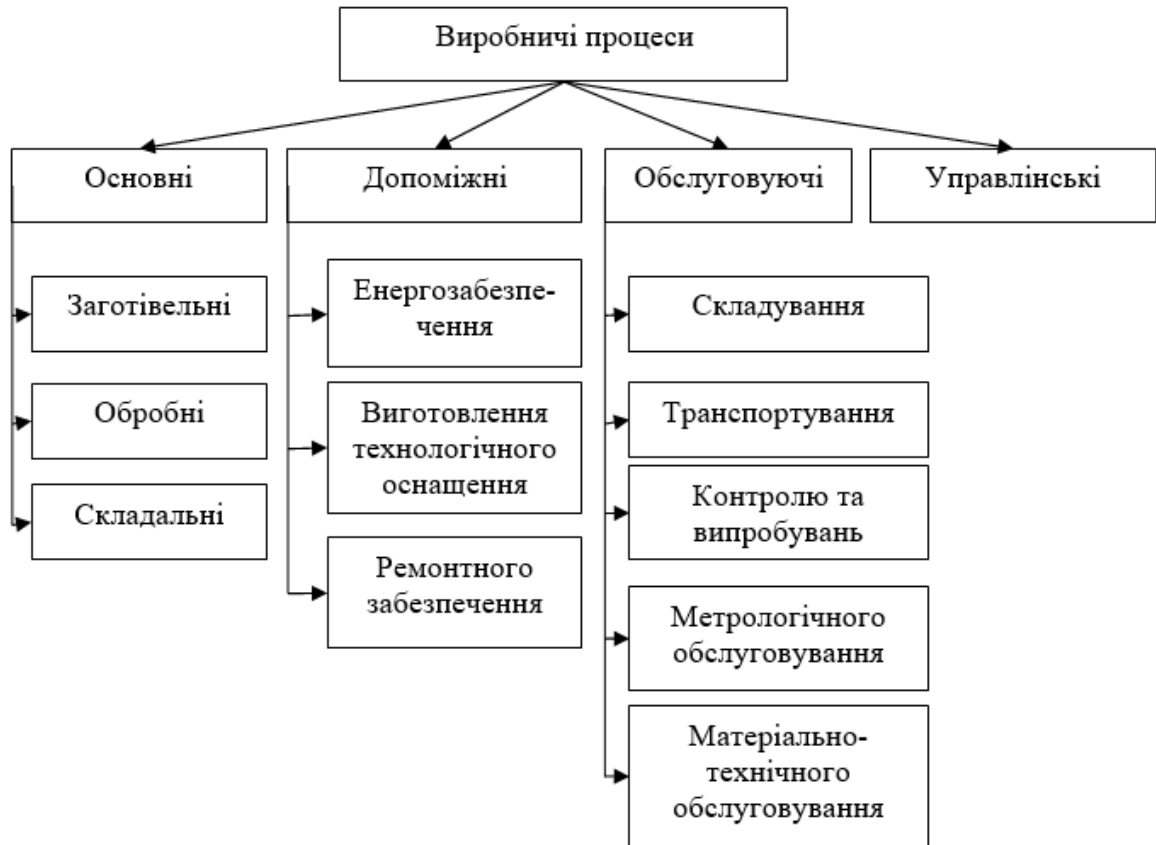 Виробничі процеси
Основні
Допоміжні
Обслуговуючі
Управлінські
Заготівельні
Обробні
Складальні
Енергозабезпе-
чення
Виготовлення
технологічного
оснащення
Ремонтного
забезпечення
Складування
Транспортування
Контролю та
випробувань
Метрологічного
обслуговування
Матеріально-
технічного
обслуговування